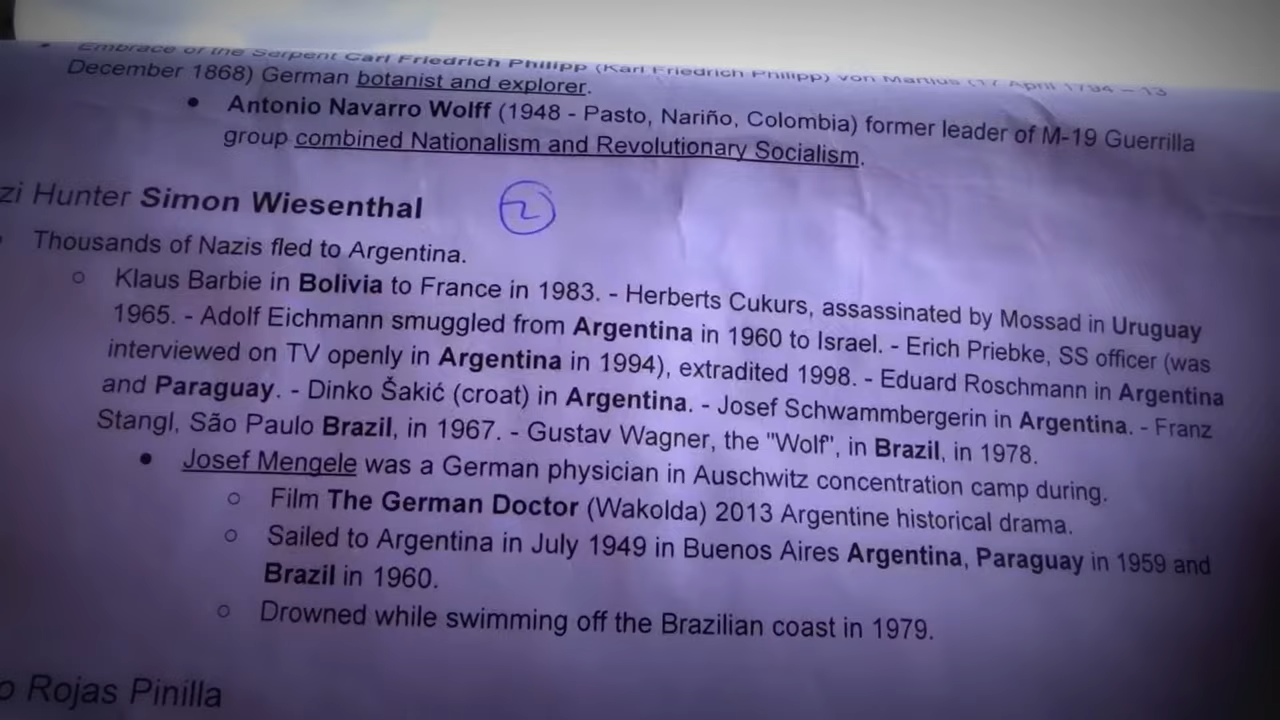 Embrace of the Serpent Carl Friedrich Philipp (Karl Friedrich Philipp) von Martius (17 April 1794 – 13
December 1868) German botanist and explorer.
• Antonio Navarro Wolff (1948 - Pasto, Nariño, Colombia) former leader of M-19 Guerrilla
group combined Nationalism and Revolutionary Socialism.
zi Hunter Simon Wiesenthal 2
Thousands of Nazis fled to Argentina.
○ Klaus Barbie in Bolivia to France in 1983. - Herberts Cukurs, assassinated by Mossad in Uruguay
1965. - Adolf Eichmann smuggled from Argentina in 1960 to Israel. - Erich Priebke, SS officer (was
interviewed on TV openly in Argentina in 1994), extradited 1998. - Eduard Roschmann in Argentina
and Paraguay. - Dinko Šakić (croat) in Argentina. - Josef Schwammbergerin in Argentina. - Franz
Stangl, São Paulo Brazil, in 1967. - Gustav Wagner, the "Wolf", in Brazil, in 1978.
• Josef Mengele was a German physician in Auschwitz concentration camp during.
○ Film The German Doctor (Wakolda) 2013 Argentine historical drama.
○ Sailed to Argentina in July 1949 in Buenos Aires Argentina, Paraguay in 1959 and
Brazil in 1960.
○ Drowned while swimming off the Brazilian coast in 1979.
o Rojas Pinilla